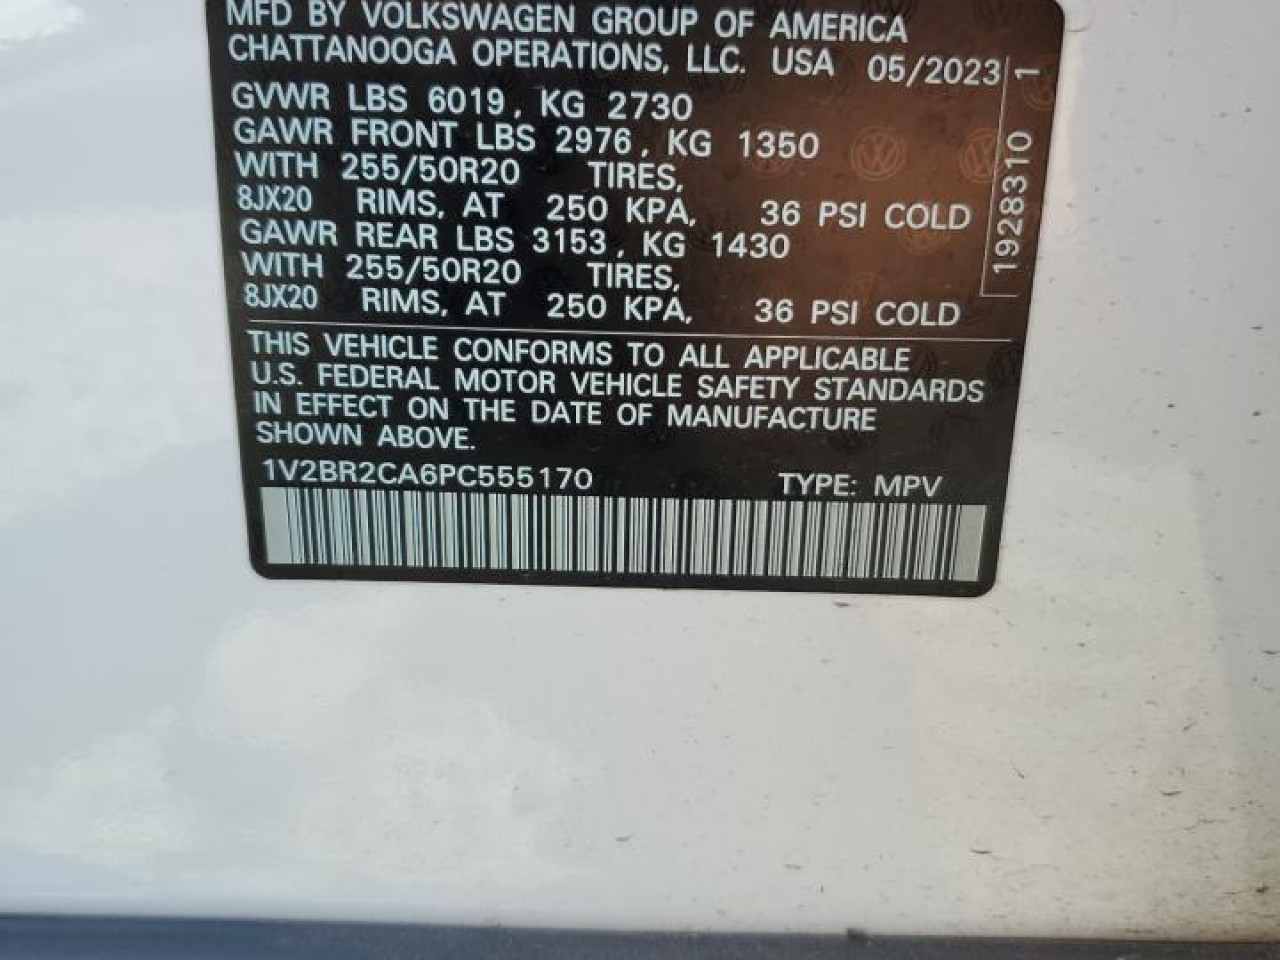 MFD BY VOLKSWAGEN GROUP OF AMERICA
CHATTANOOGA OPERATIONS, LLC. USA 05/2023
GVWR LBS 6019, KG 2730
GAWR FRONT LBS 2976, KG 1350
WITH 255/50R20 TIRES,
8JX20 RIMS, AT 250 KPA, 36 PSI COLD
GAWR REAR LBS 3153, KG 1430
WITH 255/50R20 TIRES,
8JX20 RIMS, AT 250 KPA, 36 PSI COLD
THIS VEHICLE CONFORMS TO ALL APPLICABLE
U.S. FEDERAL MOTOR VEHICLE SAFETY STANDARDS
IN EFFECT ON THE DATE OF MANUFACTURE
SHOWN ABOVE.
1V2BR2CA6PC555170 TYPE: MPV
1928310 1